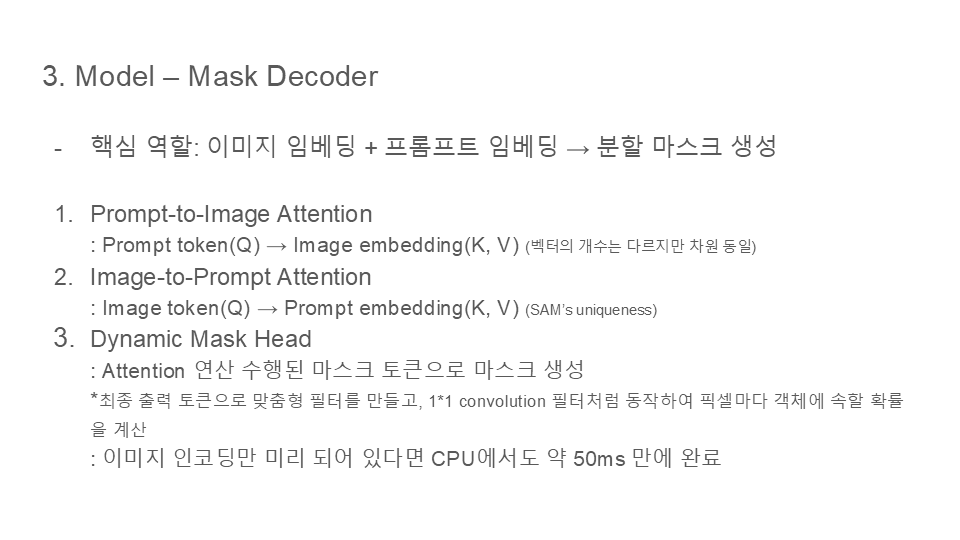 3. Model – Mask Decoder
- 핵심 역할: 이미지 임베딩 + 프롬프트 임베딩 → 분할 마스크 생성
1. Prompt-to-Image Attention
: Prompt token(Q) → Image embedding(K, V) (벡터의 개수는 다르지만 차원 동일)
2. Image-to-Prompt Attention
: Image token(Q) → Prompt embedding(K, V) (SAM’s uniqueness)
3. Dynamic Mask Head
: Attention 연산 수행된 마스크 토큰으로 마스크 생성
*최종 출력 토큰으로 맞춤형 필터를 만들고, 1*1 convolution 필터처럼 동작하여 픽셀마다 객체에 속할 확률
을 계산
: 이미지 인코딩만 미리 되어 있다면 CPU에서도 약 50ms 만에 완료